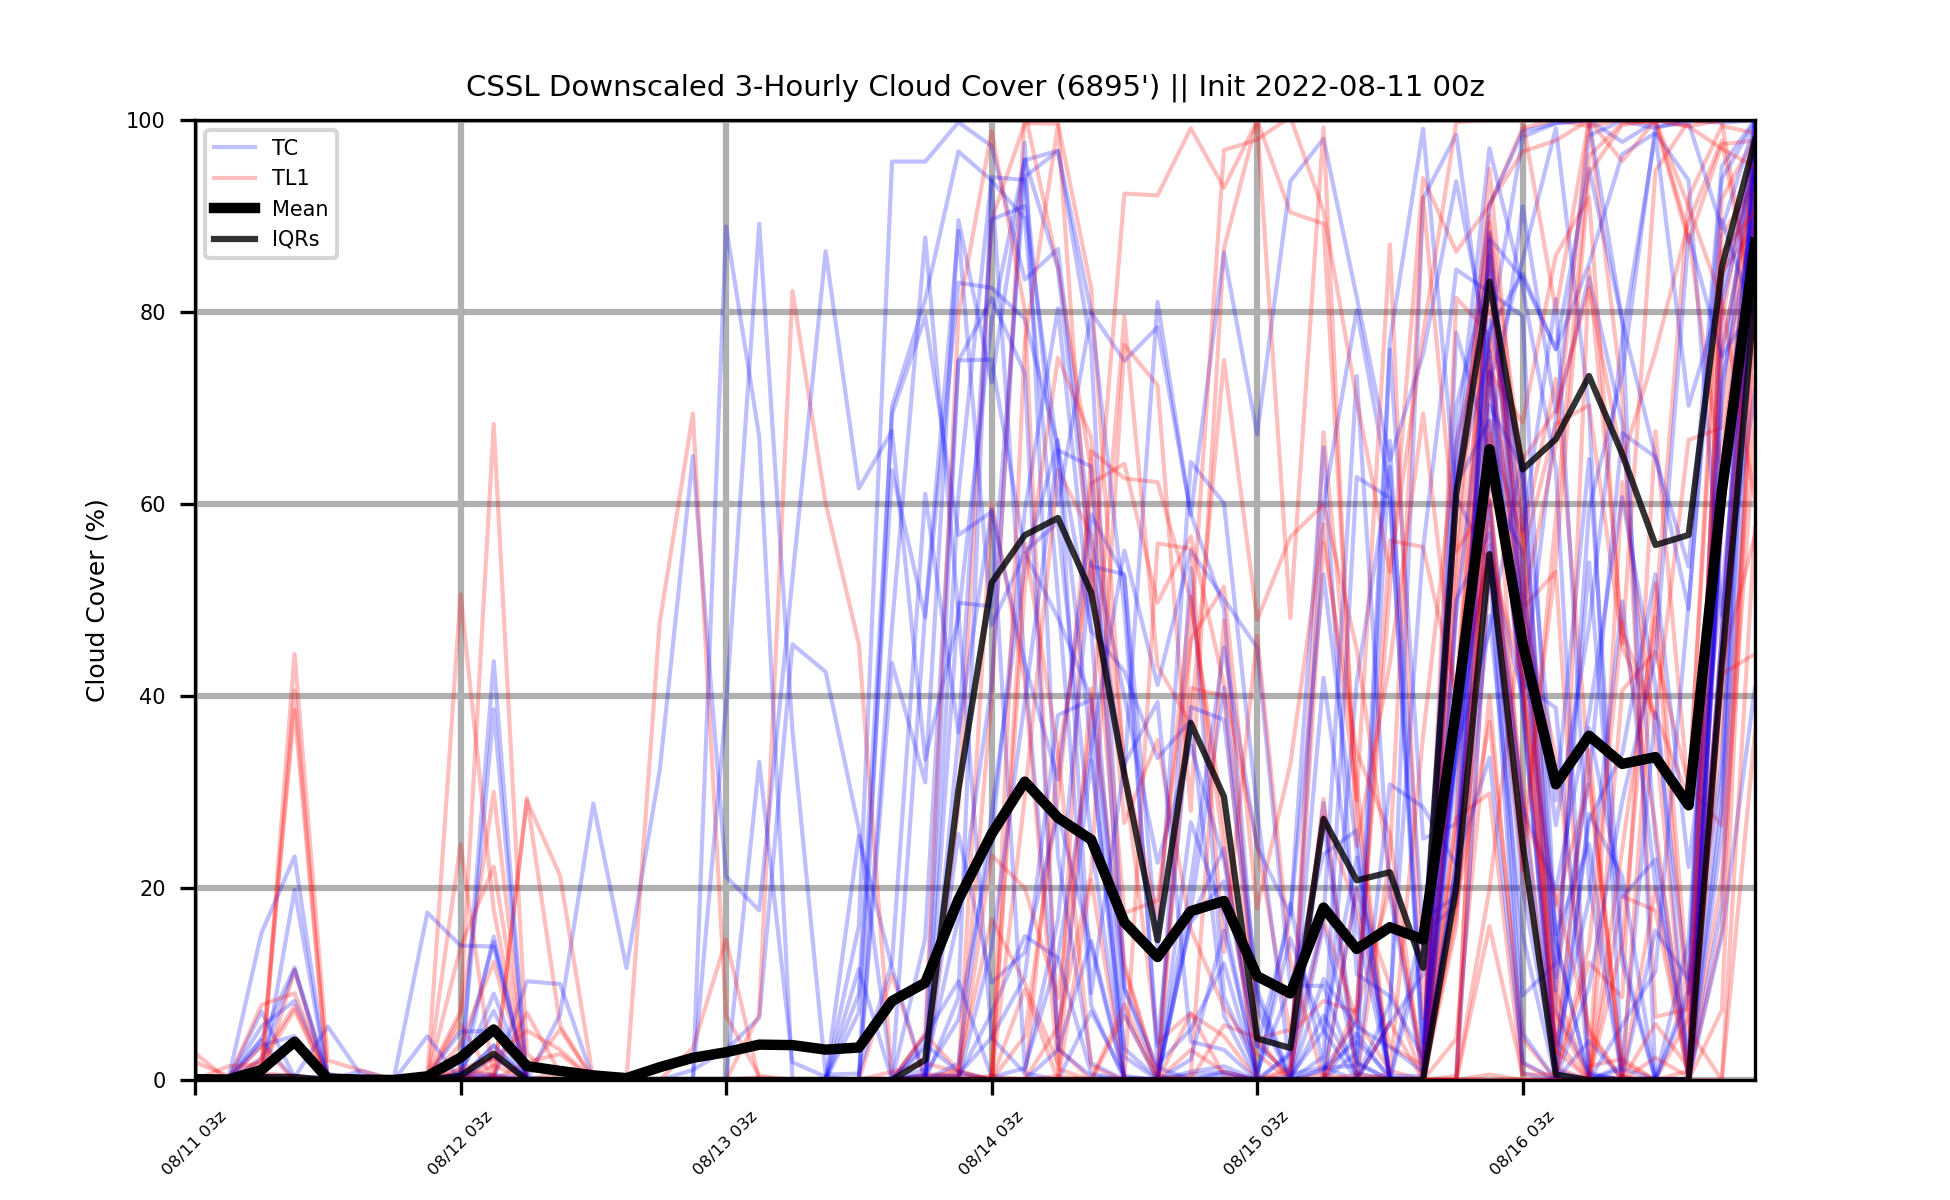 CSSL Downscaled 3-Hourly Cloud Cover (6895') || Init 2022-08-11 00z
Cloud Cover (%)
100
80
60
40
20
0
TC
TL1
Mean
IQRs
08/11 03z
08/12 03z
08/13 03z
08/14 03z
08/15 03z
08/16 03z